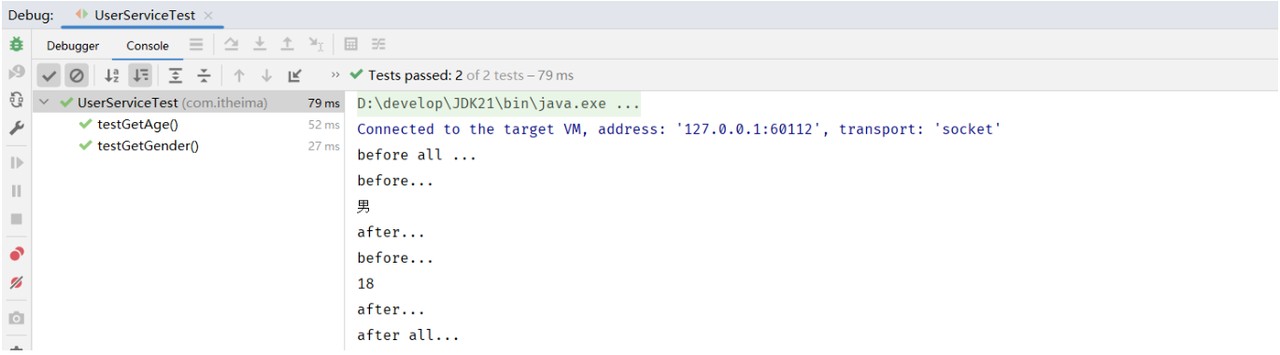 Debug: UserServiceTest
Debugger Console
Tests passed: 2 of 2 tests – 79 ms
UserServiceTest (com.itheima) 79 ms
testGetAge() 52 ms
testGetGender() 27 ms
D:\develop\JDK21\bin\java.exe ...
Connected to the target VM, address: '127.0.0.1:60112', transport: 'socket'
before all ...
before...
男
after...
before...
18
after...
after all...